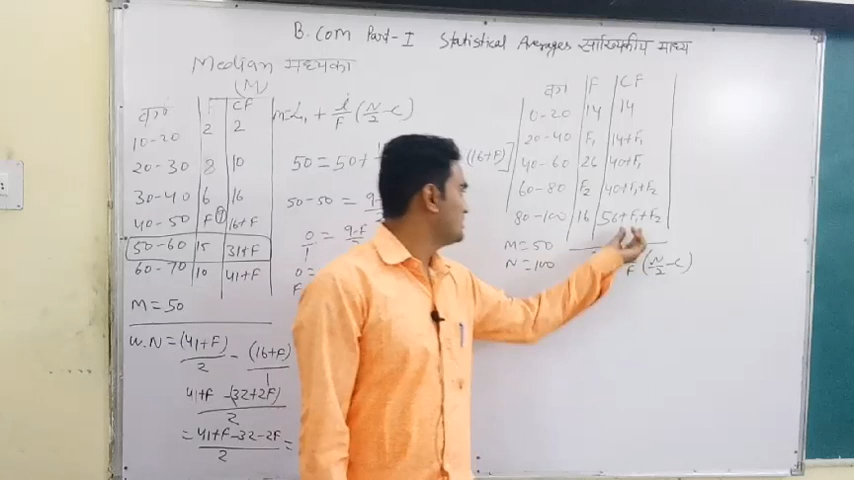 B.Com Part-I Statistical Averages सांख्यिकीय माध्य
Median मध्यका
(M)
वर्ग F CF
10-20 2 2
20-30 8 10
30-40 6 16
40-50 F ? 16+F
50-60 15 31+F
60-70 10 41+F
M=50
W.N=(41+F)/2 - (16+F)/1
41+F-(32+2F)/2
=41+F-32-2F/2 =
M=L1 + i/F (N/2-C)
50=50+ (16+F)]
50-50 = 9-F
0/1 = 9-F
0=
F
वर्ग F CF
0-20 14 14
20-40 F1 14+F1
40-60 26 40+F1
60-80 F2 40+F1+F2
80-100 16 56+F1+F2
M=50
N=100
F (N/2-C)